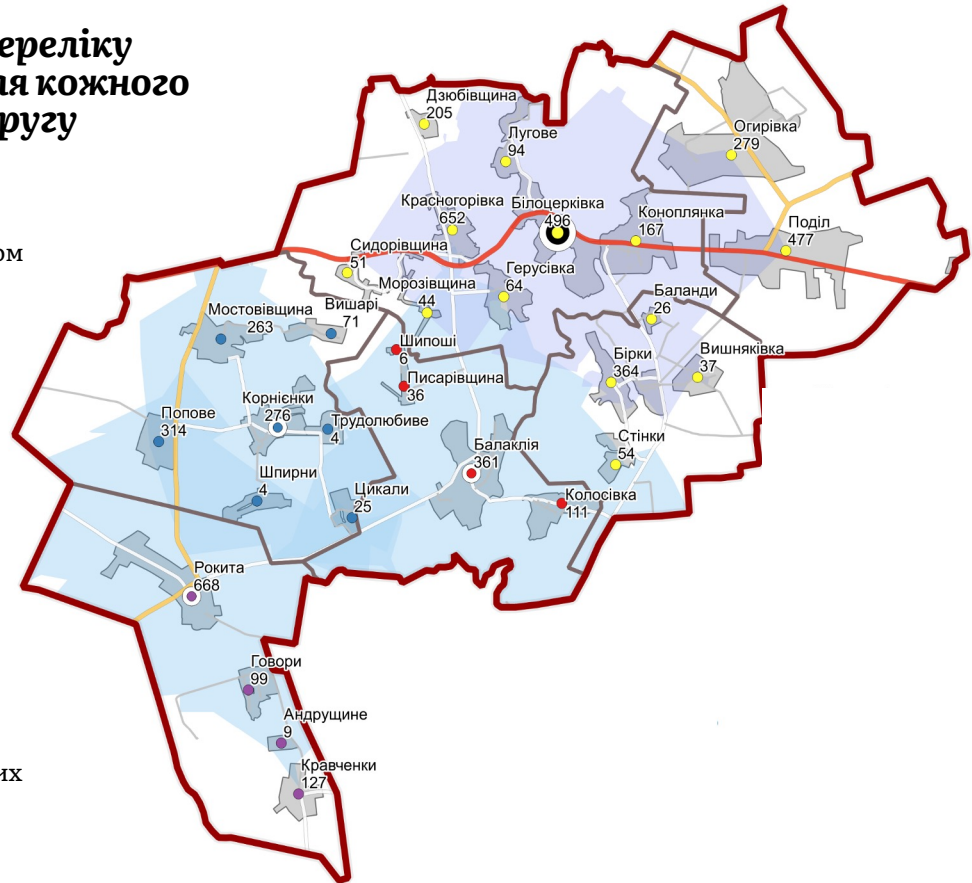 ереліку
ля кожного
ругу
ом
их
Дзюбівщина
205
Лугове
94
Огирівка
279
Красногорівка
652
Білоцерківка
496
Коноплянка
167
Поділ
477
Сидорівщина
51
Морозівщина
44
Герусівка
64
Баланди
26
Мостовівщина
263
Вишарі
71
Шипоші
6
Писарівщина
36
Бірки
364
Вишняківка
37
Попове
314
Корнієнки
276
Трудолюбиве
4
Балаклія
361
Стінки
54
Шпирни
4
Цикали
25
Колосівка
111
Рокита
668
Говори
99
Андрущине
9
Кравченки
127